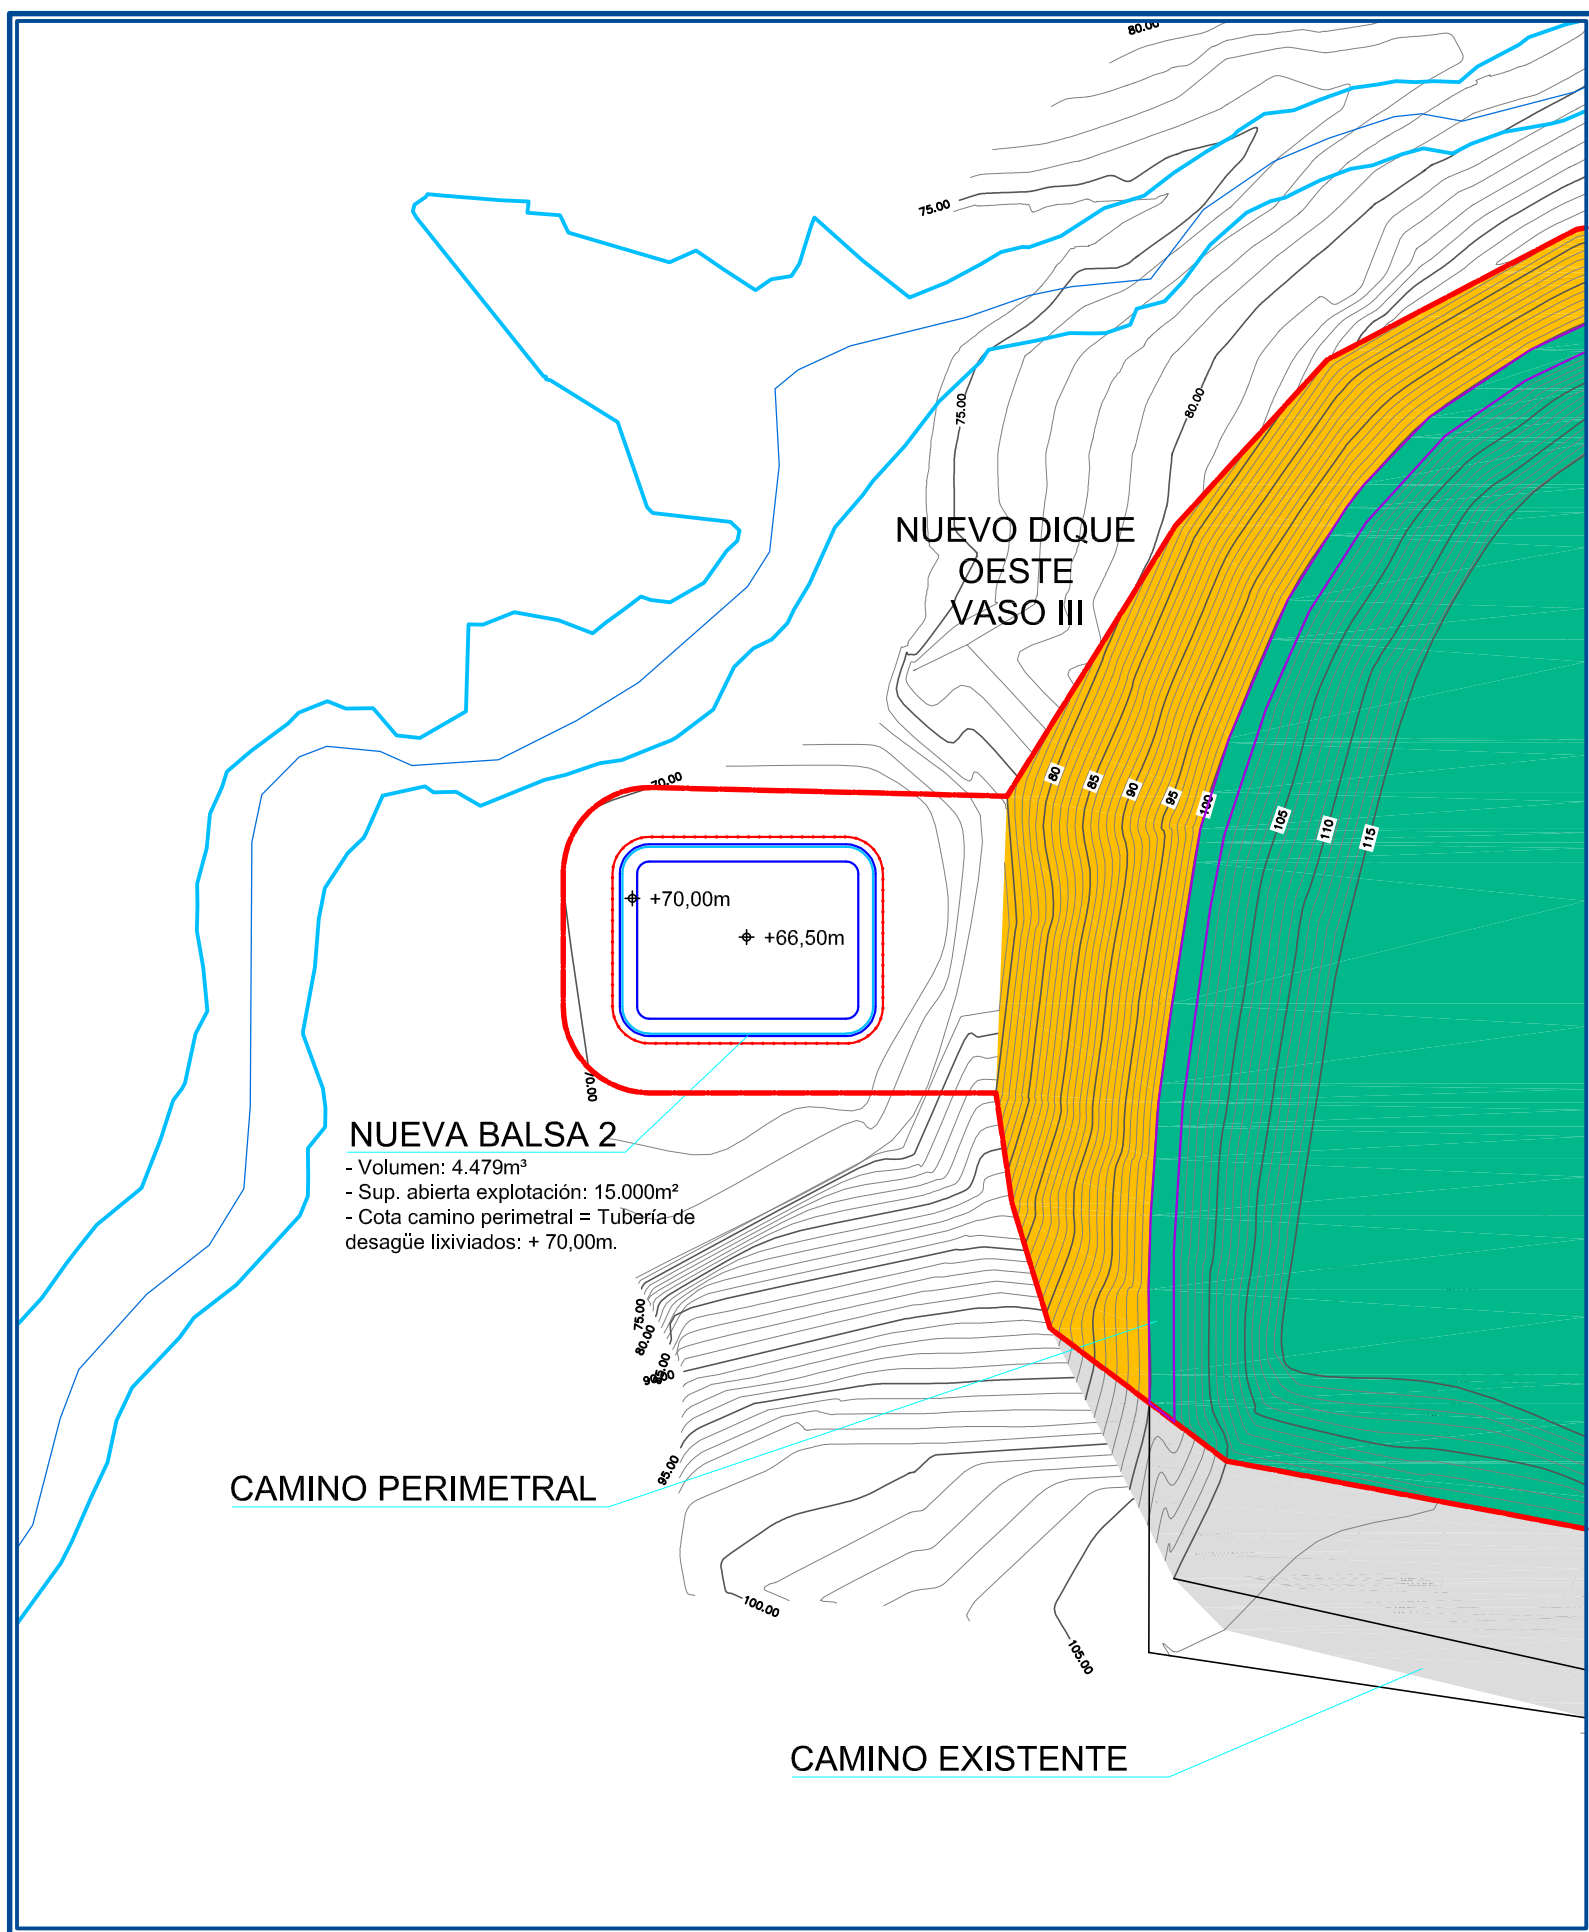 80.00
75.00
75.00
80.00
NUEVO DIQUE
OESTE
VASO III
70.00
80
85
90
95
100
105
110
115
+70,00m
+66,50m
70.00
NUEVA BALSA 2
- Volumen: 4.479m³
- Sup. abierta explotación: 15.000m²
- Cota camino perimetral = Tubería de
desagüe lixiviados: + 70,00m.
75.00
80.00
95.00
CAMINO PERIMETRAL
100.00
105.00
CAMINO EXISTENTE